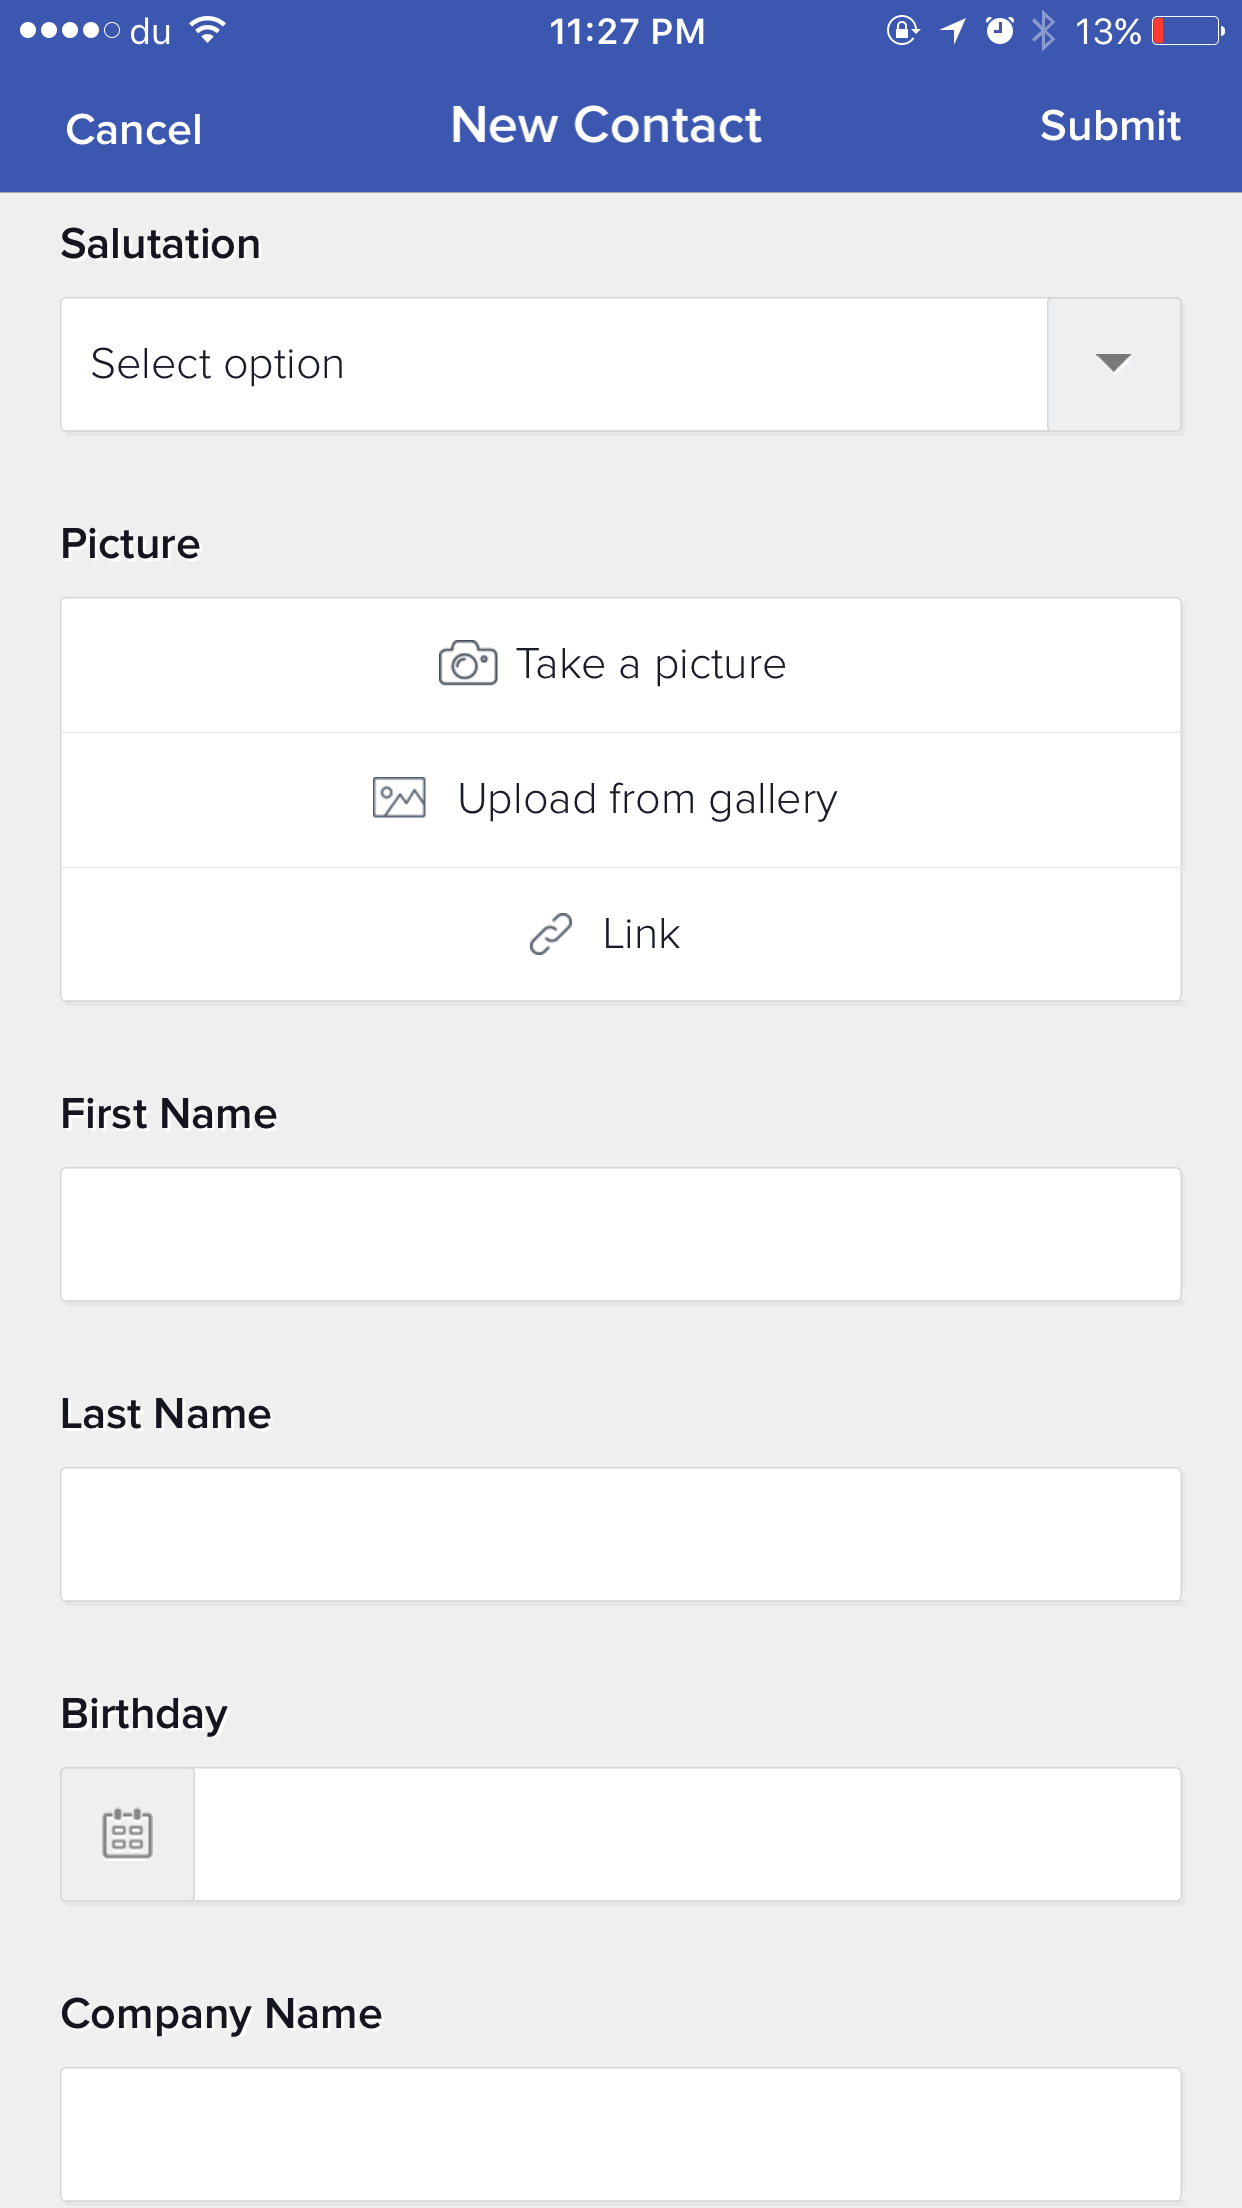 du 11:27 PM 13%
Cancel New Contact Submit
Salutation
Select option
Picture
Take a picture
Upload from gallery
Link
First Name
Last Name
Birthday
Company Name